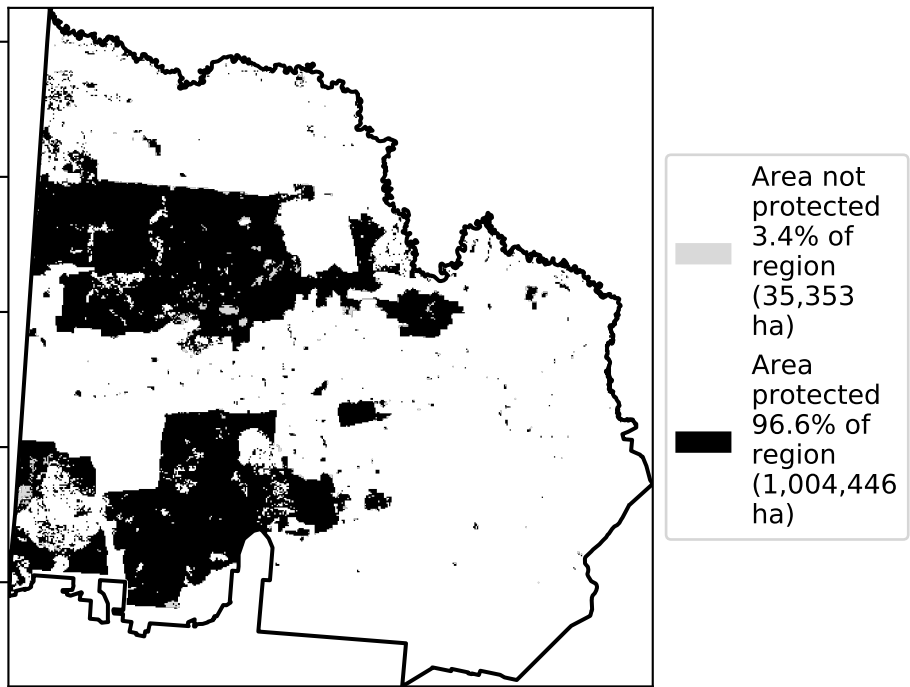 Area not
protected
3.4% of
region
(35,353
ha)
Area
protected
96.6% of
region
(1,004,446
ha)